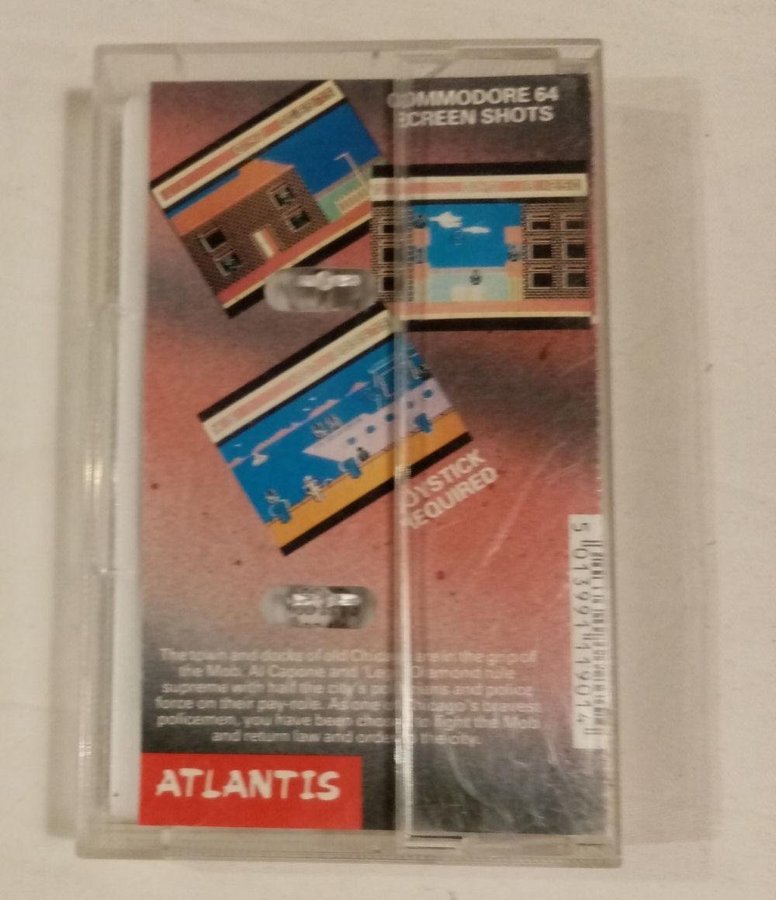 COMMODORE 64
SCREEN SHOTS
JOYSTICK
REQUIRED
The town and docks of old Chicago are in the grip of
the Mob. Al Capone and Diamond rule
supreme with half the city's and police
force on their pay-role. As one of Chicago's bravest
policemen, you have been chosen to fight the Mob
and return law and order to the city.
ATLANTIS
5 013991 119014